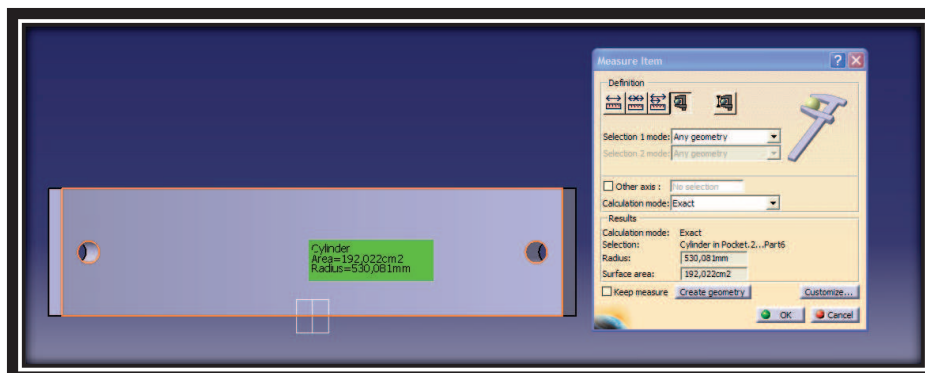 Measure Item
Definition
Selection 1 mode: Any geometry
Selection 2 mode: Any geometry
Other axis : No selection
Calculation mode: Exact
Results
Calculation mode: Exact
Selection: Cylinder in Pocket.2...Part6
Radius: 530,081mm
Surface area: 192,022cm2
Keep measure Create geometry Customize...
OK Cancel
Cylinder
Area=192,022cm2
Radius=530,081mm